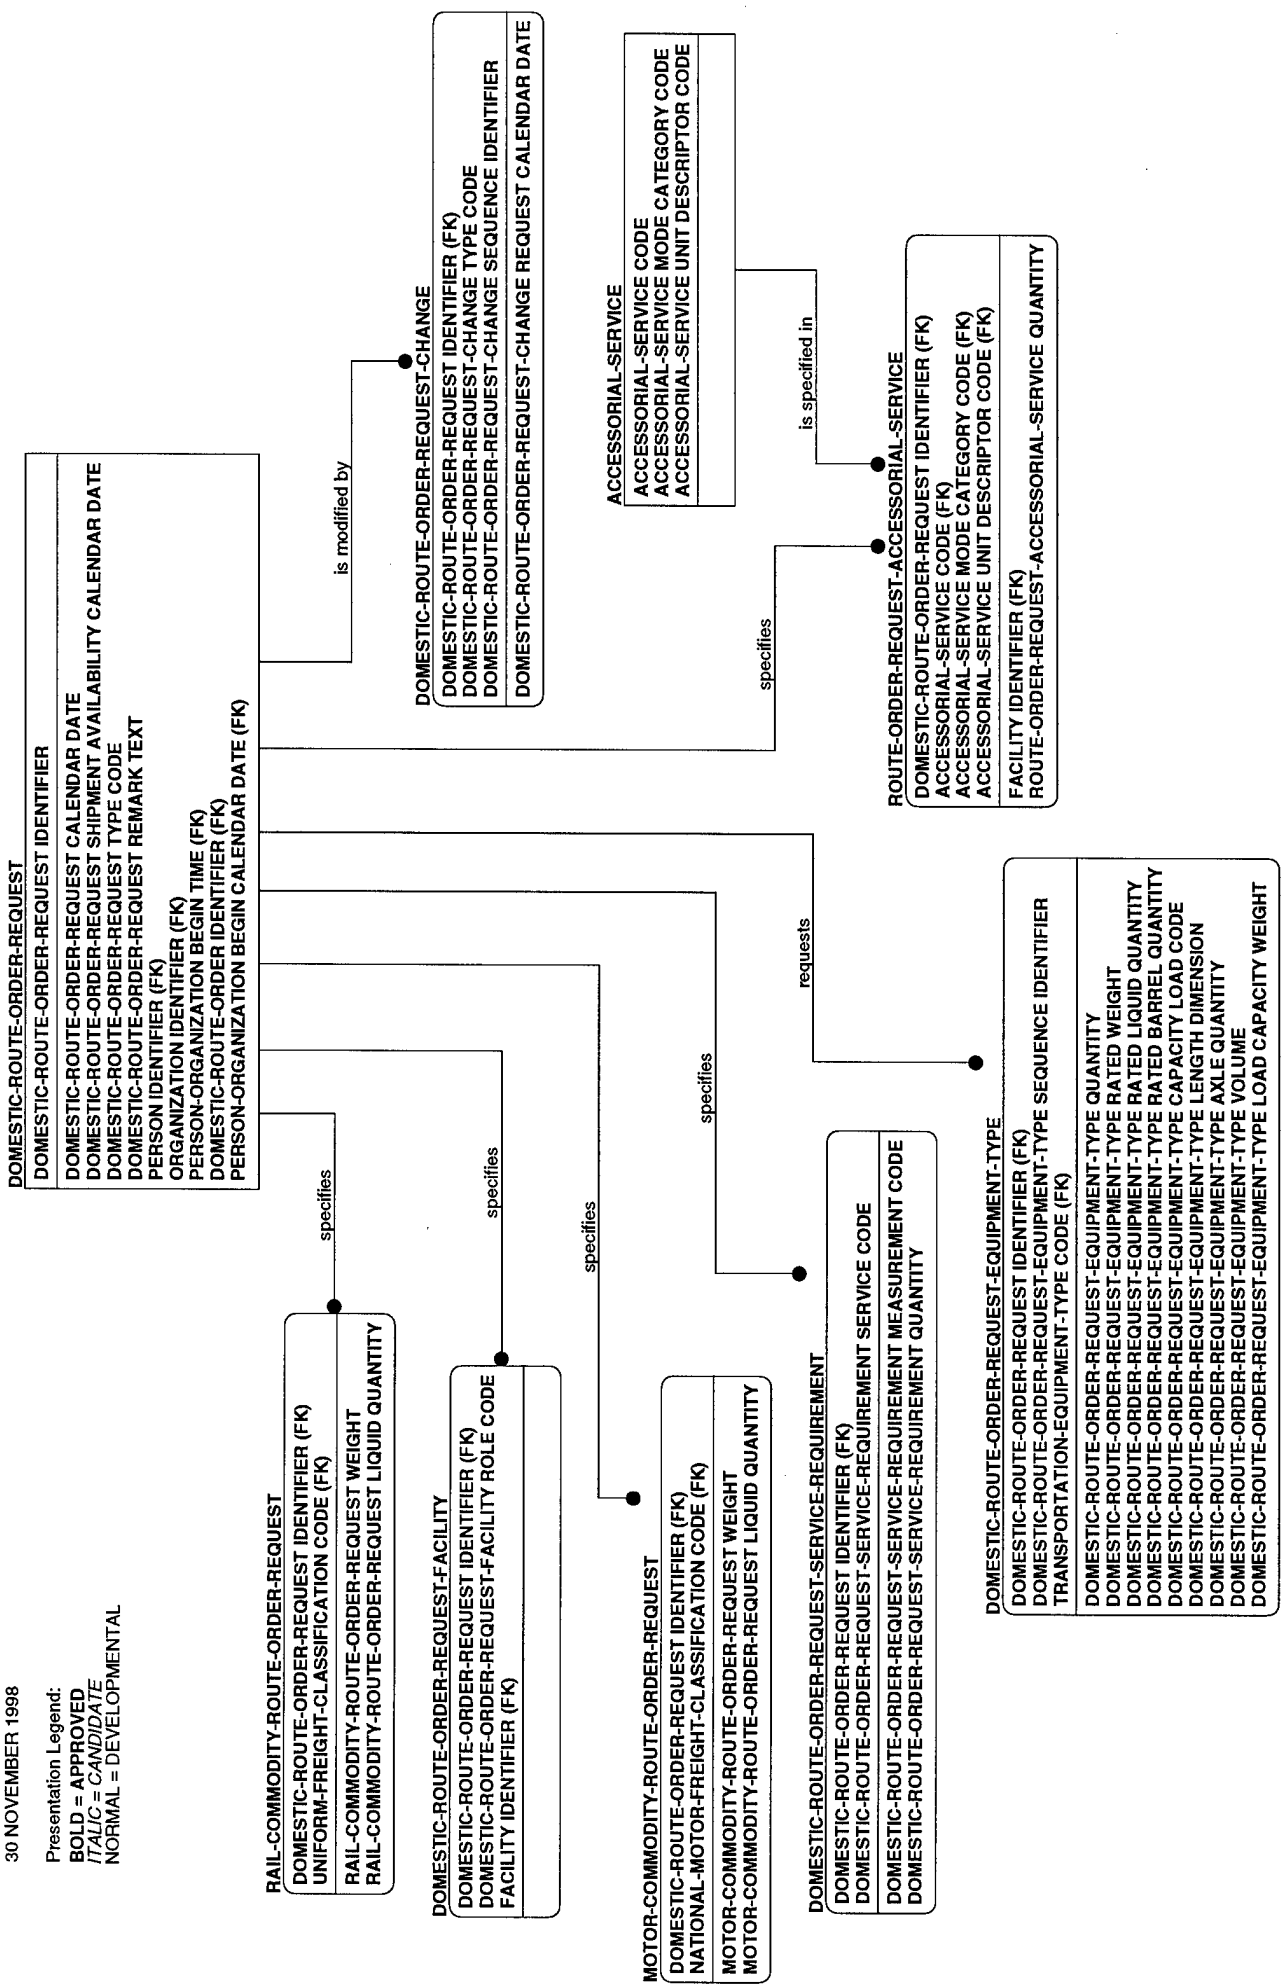 30 NOVEMBER 1998
Presentation Legend:
BOLD = APPROVED
ITALIC = CANDIDATE
NORMAL = DEVELOPMENTAL
DOMESTIC-ROUTE-ORDER-REQUEST
DOMESTIC-ROUTE-ORDER-REQUEST IDENTIFIER
DOMESTIC-ROUTE-ORDER-REQUEST CALENDAR DATE
DOMESTIC-ROUTE-ORDER-REQUEST SHIPMENT AVAILABILITY CALENDAR DATE
DOMESTIC-ROUTE-ORDER-REQUEST TYPE CODE
DOMESTIC-ROUTE-ORDER-REQUEST REMARK TEXT
PERSON IDENTIFIER (FK)
ORGANIZATION IDENTIFIER (FK)
PERSON-ORGANIZATION BEGIN TIME (FK)
DOMESTIC-ROUTE-ORDER IDENTIFIER (FK)
PERSON-ORGANIZATION BEGIN CALENDAR DATE (FK)
specifies
RAIL-COMMODITY-ROUTE-ORDER-REQUEST
DOMESTIC-ROUTE-ORDER-REQUEST IDENTIFIER (FK)
UNIFORM-FREIGHT-CLASSIFICATION CODE (FK)
RAIL-COMMODITY-ROUTE-ORDER-REQUEST WEIGHT
RAIL-COMMODITY-ROUTE-ORDER-REQUEST LIQUID QUANTITY
is modified by
DOMESTIC-ROUTE-ORDER-REQUEST-CHANGE
DOMESTIC-ROUTE-ORDER-REQUEST IDENTIFIER (FK)
DOMESTIC-ROUTE-ORDER-REQUEST-CHANGE TYPE CODE
DOMESTIC-ROUTE-ORDER-REQUEST-CHANGE SEQUENCE IDENTIFIER
DOMESTIC-ROUTE-ORDER-REQUEST-CHANGE REQUEST CALENDAR DATE
specifies
DOMESTIC-ROUTE-ORDER-REQUEST-FACILITY
DOMESTIC-ROUTE-ORDER-REQUEST IDENTIFIER (FK)
DOMESTIC-ROUTE-ORDER-REQUEST-FACILITY ROLE CODE
FACILITY IDENTIFIER (FK)
specifies
MOTOR-COMMODITY-ROUTE-ORDER-REQUEST
DOMESTIC-ROUTE-ORDER-REQUEST IDENTIFIER (FK)
NATIONAL-MOTOR-FREIGHT-CLASSIFICATION CODE (FK)
MOTOR-COMMODITY-ROUTE-ORDER-REQUEST WEIGHT
MOTOR-COMMODITY-ROUTE-ORDER-REQUEST LIQUID QUANTITY
ACCESSORIAL-SERVICE
ACCESSORIAL-SERVICE CODE
ACCESSORIAL-SERVICE MODE CATEGORY CODE
ACCESSORIAL-SERVICE UNIT DESCRIPTOR CODE
specifies
DOMESTIC-ROUTE-ORDER-REQUEST-SERVICE-REQUIREMENT
DOMESTIC-ROUTE-ORDER-REQUEST IDENTIFIER (FK)
DOMESTIC-ROUTE-ORDER-REQUEST-SERVICE-REQUIREMENT SERVICE CODE
DOMESTIC-ROUTE-ORDER-REQUEST-SERVICE-REQUIREMENT MEASUREMENT CODE
DOMESTIC-ROUTE-ORDER-REQUEST-SERVICE-REQUIREMENT QUANTITY
specifies
is specified in
ROUTE-ORDER-REQUEST-ACCESSORIAL-SERVICE
DOMESTIC-ROUTE-ORDER-REQUEST IDENTIFIER (FK)
ACCESSORIAL-SERVICE CODE (FK)
ACCESSORIAL-SERVICE MODE CATEGORY CODE (FK)
ACCESSORIAL-SERVICE UNIT DESCRIPTOR CODE (FK)
FACILITY IDENTIFIER (FK)
ROUTE-ORDER-REQUEST-ACCESSORIAL-SERVICE QUANTITY
requests
DOMESTIC-ROUTE-ORDER-REQUEST-EQUIPMENT-TYPE
DOMESTIC-ROUTE-ORDER-REQUEST IDENTIFIER (FK)
DOMESTIC-ROUTE-ORDER-REQUEST-EQUIPMENT-TYPE SEQUENCE IDENTIFIER
TRANSPORTATION-EQUIPMENT-TYPE CODE (FK)
DOMESTIC-ROUTE-ORDER-REQUEST-EQUIPMENT-TYPE QUANTITY
DOMESTIC-ROUTE-ORDER-REQUEST-EQUIPMENT-TYPE RATED WEIGHT
DOMESTIC-ROUTE-ORDER-REQUEST-EQUIPMENT-TYPE RATED LIQUID QUANTITY
DOMESTIC-ROUTE-ORDER-REQUEST-EQUIPMENT-TYPE RATED BARREL QUANTITY
DOMESTIC-ROUTE-ORDER-REQUEST-EQUIPMENT-TYPE CAPACITY LOAD CODE
DOMESTIC-ROUTE-ORDER-REQUEST-EQUIPMENT-TYPE LENGTH DIMENSION
DOMESTIC-ROUTE-ORDER-REQUEST-EQUIPMENT-TYPE AXLE QUANTITY
DOMESTIC-ROUTE-ORDER-REQUEST-EQUIPMENT-TYPE VOLUME
DOMESTIC-ROUTE-ORDER-REQUEST-EQUIPMENT-TYPE LOAD CAPACITY WEIGHT